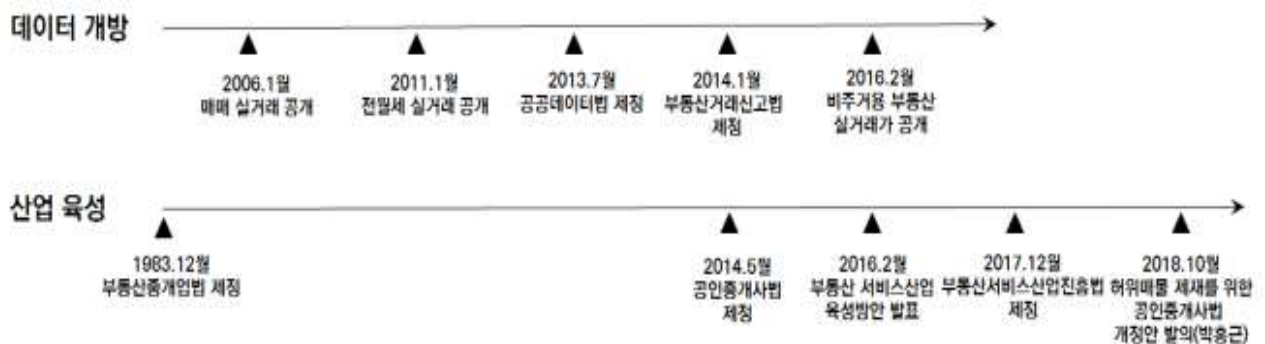 데이터 개방
2006.1월
매매 실거래 공개
2011.1월
전월세 실거래 공개
2013.7월
공공데이터법 제정
2014.1월
부동산거래신고법
제정
2016.2월
비주거용 부동산
실거래가 공개
산업 육성
1983.12월
부동산중개업법 제정
2014.5월
공인중개사법
제정
2016.2월
부동산 서비스산업
육성방안 발표
2017.12월
부동산서비스산업진흥법
제정
2018.10월
허위매물 제재를 위한
공인중개사법
개정안 발의(박홍근)